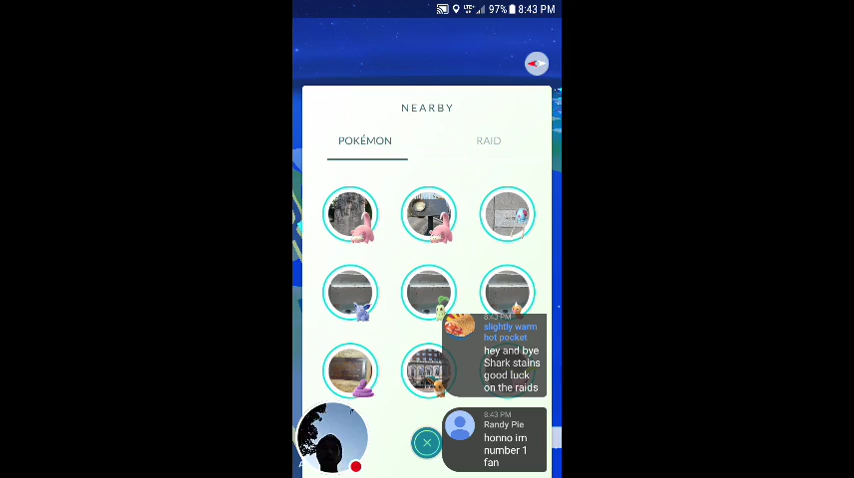 LTE+ 97% 8:43 PM
NEARBY
POKÉMON RAID
8:43 PM
slightly warm
hot pocket
hey and bye
Shark stains
good luck
on the raids
8:43 PM
Randy Pie
honno im
number 1
fan